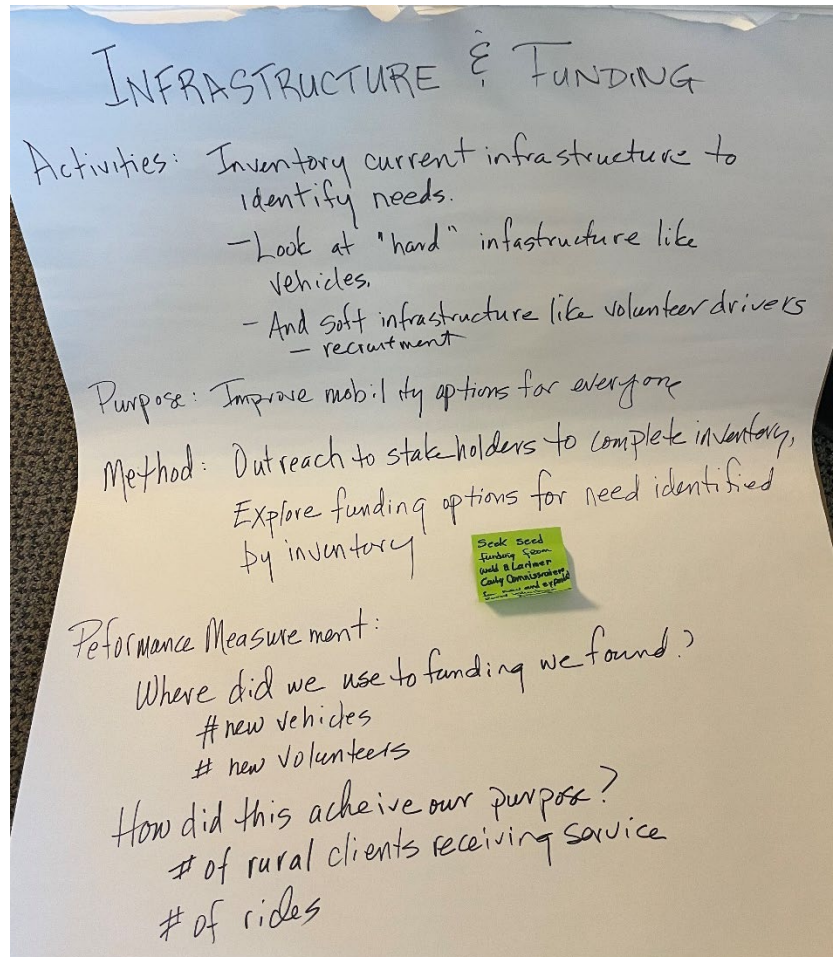 INFRASTRUCTURE & FUNDING
Activities: Inventory current infrastructure to
identify needs.
- Look at "hard" infastructure like
vehicles.
- And soft infrastructure like volunteer drivers
- recruitment
Purpose: Improve mobility options for everyone
Method: Outreach to stakeholders to complete inventory,
Explore funding options for need identified
by inventory
Seek seed
funding from
Weld & Larimer
County Commissioners
and expand
Peformance Measurement:
Where did we use to funding we found?
# new vehicles
# new volunteers
How did this acheive our purpose?
# of rural clients receiving service
# of rides